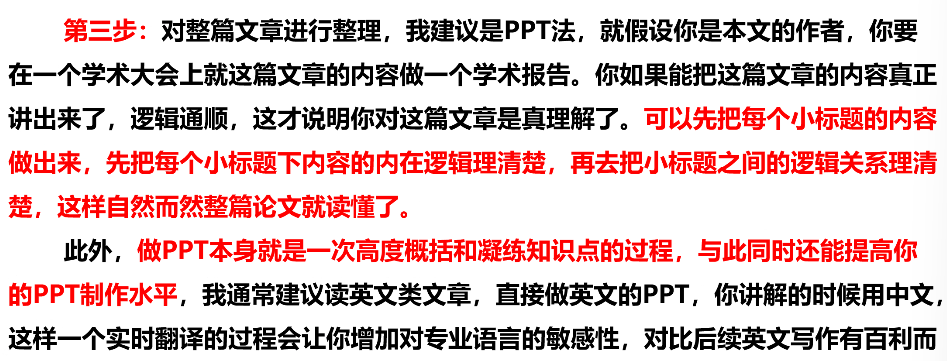 第三步：对整篇文章进行整理，我建议是PPT法，就假设你是本文的作者，你要
在一个学术大会上就这篇文章的内容做一个学术报告。你如果能把这篇文章的内容真正
讲出来了，逻辑通顺，这才说明你对这篇文章是真理解了。可以先把每个小标题的内容
做出来，先把每个小标题下内容的内在逻辑理清楚，再去把小标题之间的逻辑关系理清
楚，这样自然而然整篇论文就读懂了。
此外，做PPT本身就是一次高度概括和凝练知识点的过程，与此同时还能提高你
的PPT制作水平，我通常建议读英文类文章，直接做英文的PPT，你讲解的时候用中文，
这样一个实时翻译的过程会让你增加对专业语言的敏感性，对比后续英文写作有百利而